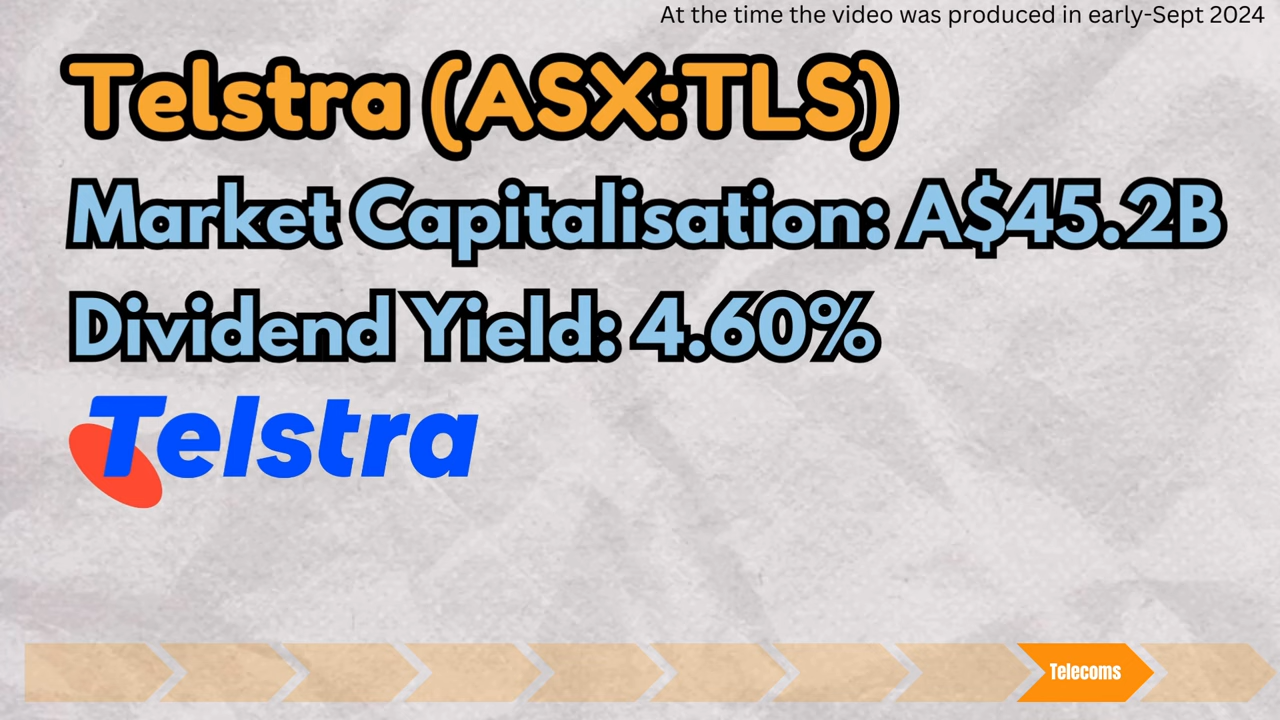 At the time the video was produced in early-Sept 2024
Telstra (ASX:TLS)
Market Capitalisation: A$45.2B
Dividend Yield: 4.60%
Telstra
Telecoms